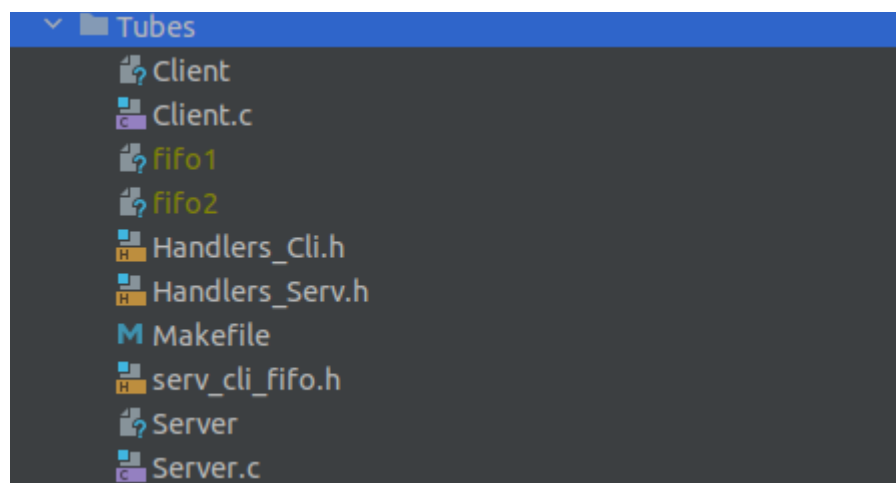 Tubes
Client
Client.c
fifo1
fifo2
Handlers_Cli.h
Handlers_Serv.h
Makefile
serv_cli_fifo.h
Server
Server.c